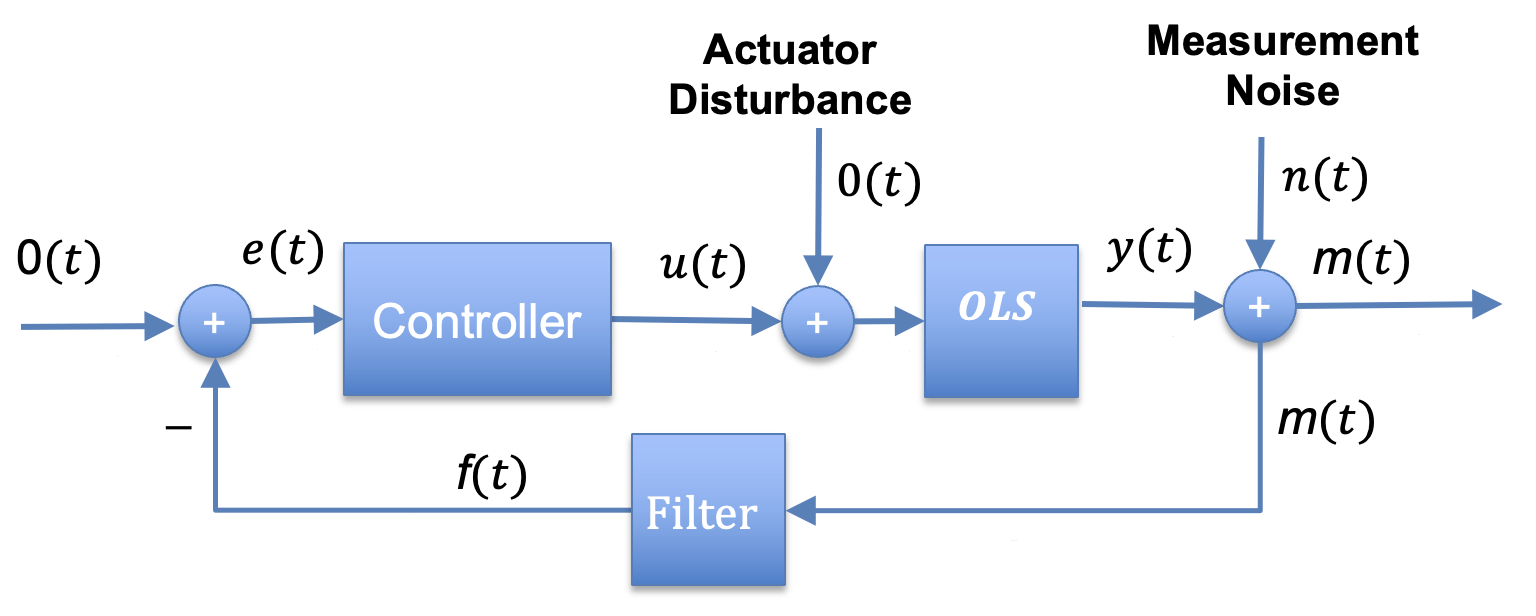 Actuator
Disturbance
Measurement
Noise
0(t)
n(t)
0(t)
e(t)
u(t)
y(t)
m(t)
+
Controller
+
OLS
+
−
f(t)
Filter
m(t)